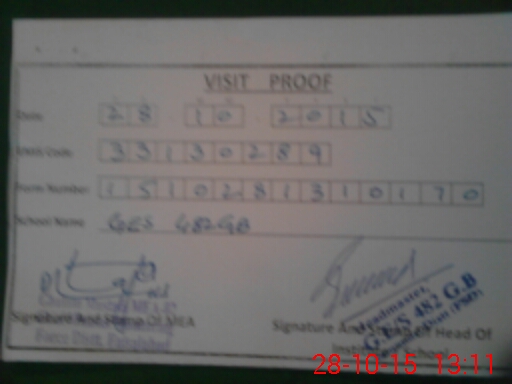 VISIT PROOF
Date: 28 10 2015
EMIS Code: 33130289
Form Number: 1510281310170
School Name GES 482GB
Signature And Stamp Of MEA
Headmaster,
G.E/S 482 G.B
Signature And Stamp Of Head Of
28-10-15 13:11